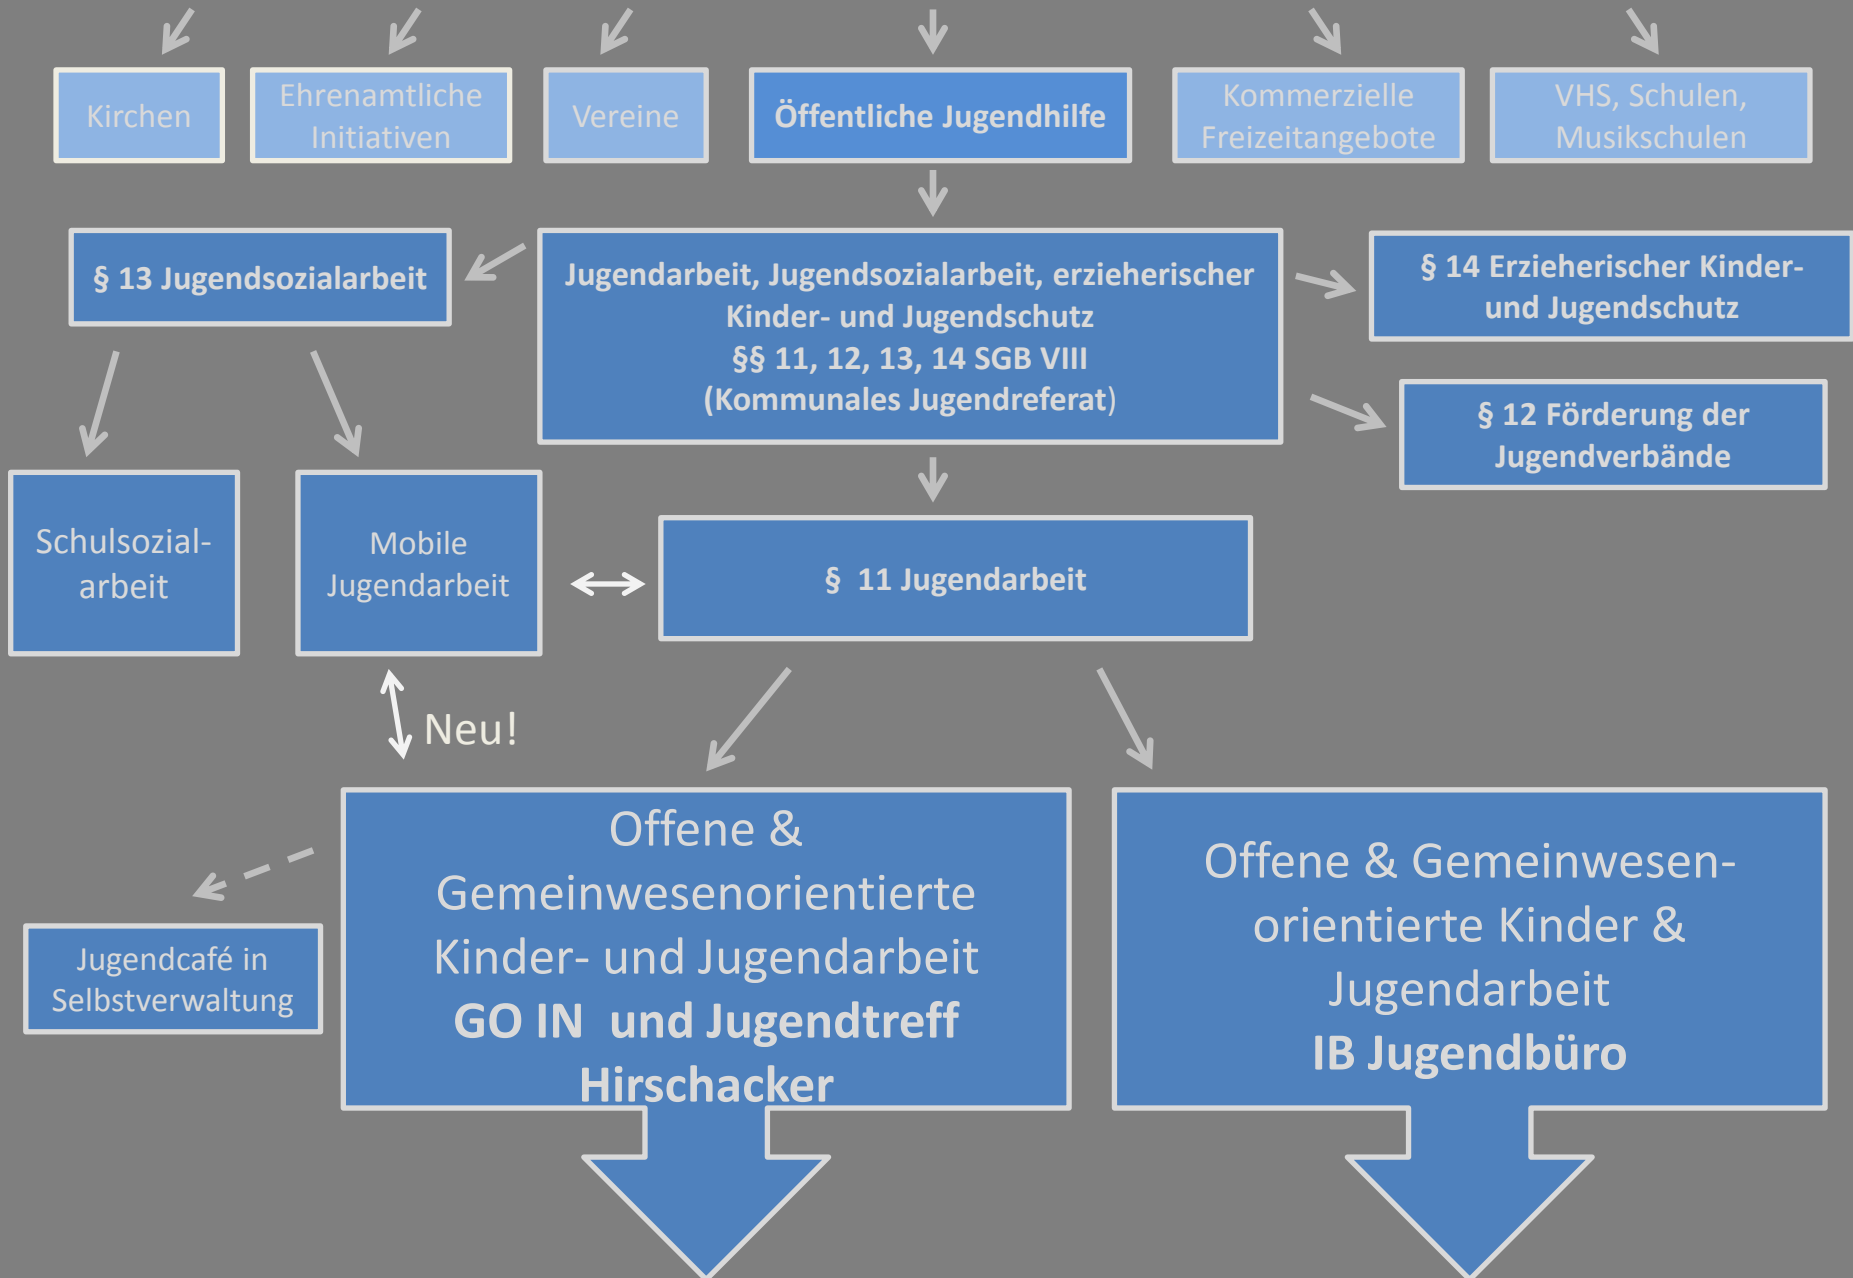 Kirchen
Ehrenamtliche
Initiativen
Vereine
Öffentliche Jugendhilfe
Kommerzielle
Freizeitangebote
VHS, Schulen,
Musikschulen
§ 13 Jugendsozialarbeit
Jugendarbeit, Jugendsozialarbeit, erzieherischer
Kinder- und Jugendschutz
§§ 11, 12, 13, 14 SGB VIII
(Kommunales Jugendreferat)
§ 14 Erzieherischer Kinder-
und Jugendschutz
§ 12 Förderung der
Jugendverbände
Schulsozial-
arbeit
Mobile
Jugendarbeit
§ 11 Jugendarbeit
Neu!
Jugendcafé in
Selbstverwaltung
Offene &
Gemeinwesenorientierte
Kinder- und Jugendarbeit
GO IN und Jugendtreff
Hirschacker
Offene & Gemeinwesen-
orientierte Kinder &
Jugendarbeit
IB Jugendbüro